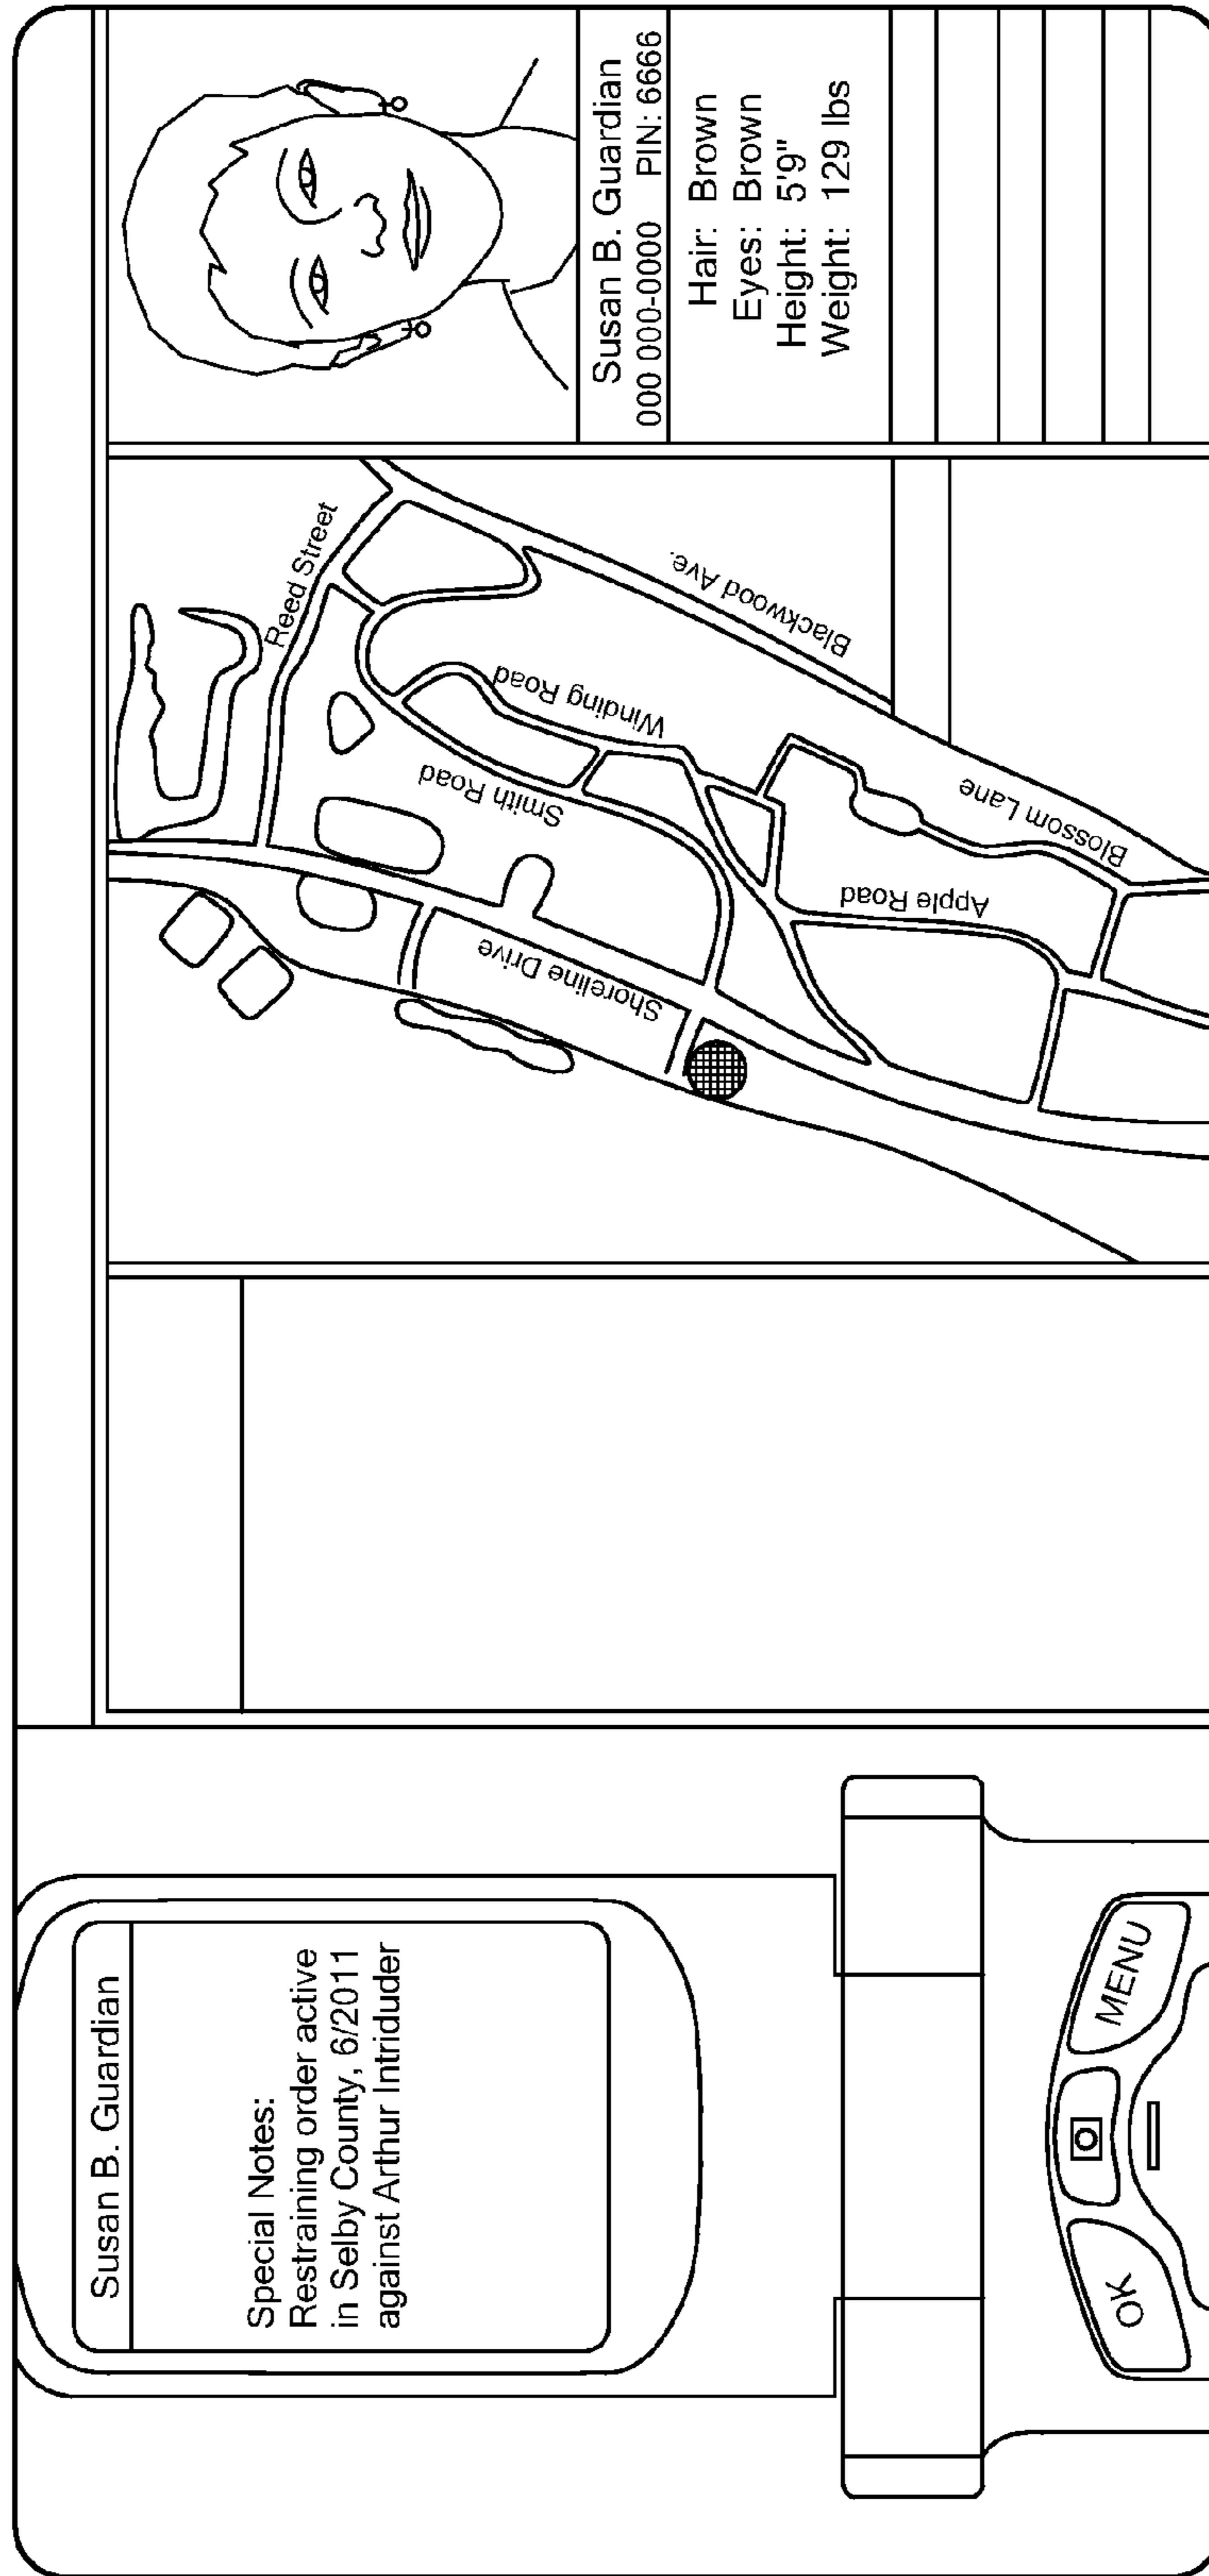 Susan B. Guardian
Special Notes:
Restraining order active
in Selby County, 6/2011
against Arthur Intriduder
OK
MENU
Reed Street
Blackwood Ave.
Winding Road
Smith Road
Shoreline Drive
Apple Road
Blossom Lane
Susan B. Guardian
000 000-0000 PIN: 6666
Hair: Brown
Eyes: Brown
Height: 5'9"
Weight: 129 lbs